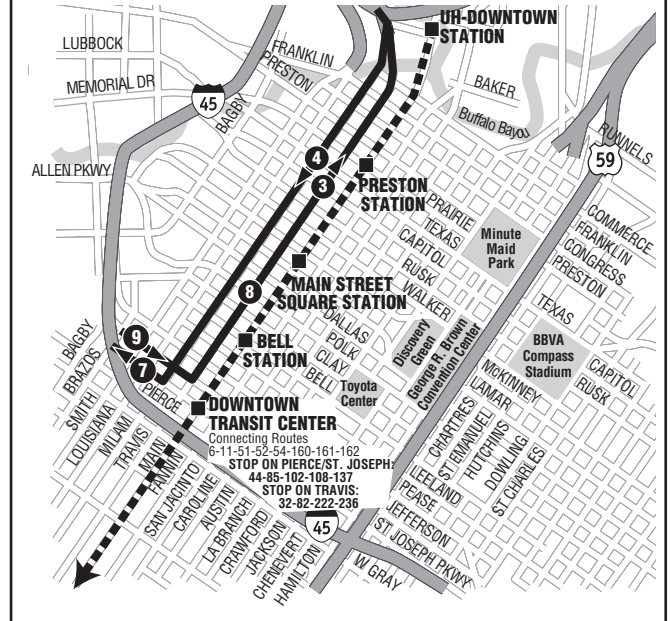 UH-DOWNTOWN
STATION
LUBBOCK
FRANKLIN
PRESTON
MEMORIAL DR
45
BAGBY
BAKER
Buffalo Bayou
RUNNELS
59
ALLEN PKWY
4
3
PRESTON
STATION
PRAIRIE
TEXAS
CAPITOL
RUSK
WALKER
Minute
Maid
Park
COMMERCE
FRANKLIN
CONGRESS
PRESTON
TEXAS
MAIN STREET
SQUARE STATION
8
DALLAS
POLK
CLAY
BELL
Discovery
Green
George R. Brown
Convention Center
BBVA
Compass
Stadium
CAPITOL
RUSK
9
7
BELL
STATION
Toyota
Center
McKINNEY
LAMAR
BAGBY
BRAZOS
SMITH
LOUISIANA
MILAM
TRAVIS
MAIN
FANNIN
PIERCE
DOWNTOWN
TRANSIT CENTER
Connecting Routes
6-11-51-52-54-160-161-162
STOP ON PIERCE/ST. JOSEPH:
44-85-102-108-137
STOP ON TRAVIS:
32-82-222-236
CHARTRES
ST EMANUEL
HUTCHINS
DOWLING
ST CHARLES
SAN JACINTO
CAROLINE
AUSTIN
LA BRANCH
CRAWFORD
JACKSON
CHENEVERT
HAMILTON
45
LEELAND
PEASE
JEFFERSON
ST JOSEPH PKWY
W GRAY